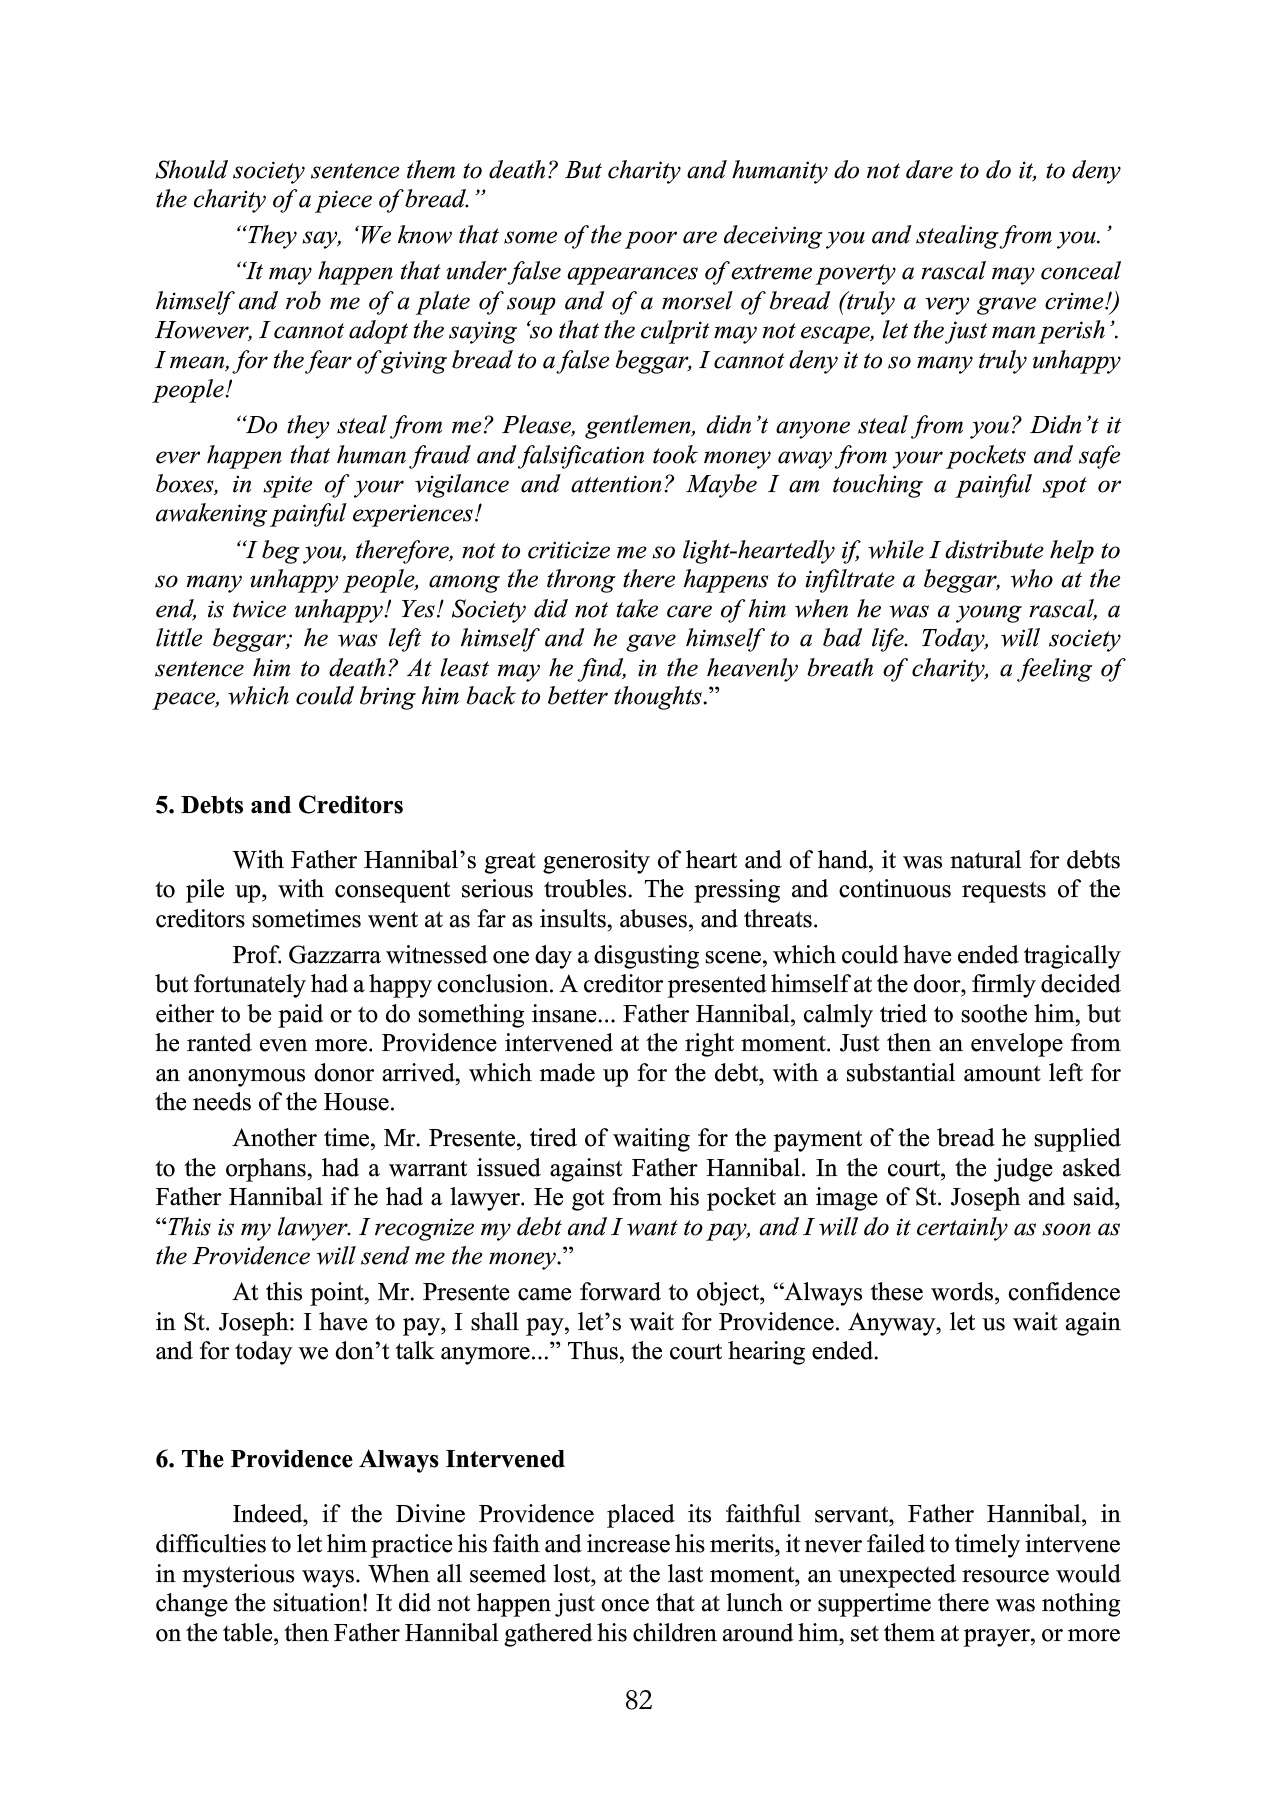 Should society sentence them to death? But charity and humanity do not dare to do it, to deny
the charity of a piece of bread.”
“They say, ‘We know that some of the poor are deceiving you and stealing from you.’
“It may happen that under false appearances of extreme poverty a rascal may conceal
himself and rob me of a plate of soup and of a morsel of bread (truly a very grave crime!)
However, I cannot adopt the saying ‘so that the culprit may not escape, let the just man perish’.
I mean, for the fear of giving bread to a false beggar, I cannot deny it to so many truly unhappy
people!
“Do they steal from me? Please, gentlemen, didn’t anyone steal from you? Didn’t it
ever happen that human fraud and falsification took money away from your pockets and safe
boxes, in spite of your vigilance and attention? Maybe I am touching a painful spot or
awakening painful experiences!
“I beg you, therefore, not to criticize me so light-heartedly if, while I distribute help to
so many unhappy people, among the throng there happens to infiltrate a beggar, who at the
end, is twice unhappy! Yes! Society did not take care of him when he was a young rascal, a
little beggar; he was left to himself and he gave himself to a bad life. Today, will society
sentence him to death? At least may he find, in the heavenly breath of charity, a feeling of
peace, which could bring him back to better thoughts.”
5. Debts and Creditors
With Father Hannibal’s great generosity of heart and of hand, it was natural for debts
to pile up, with consequent serious troubles. The pressing and continuous requests of the
creditors sometimes went at as far as insults, abuses, and threats.
Prof. Gazzarra witnessed one day a disgusting scene, which could have ended tragically
but fortunately had a happy conclusion. A creditor presented himself at the door, firmly decided
either to be paid or to do something insane... Father Hannibal, calmly tried to soothe him, but
he ranted even more. Providence intervened at the right moment. Just then an envelope from
an anonymous donor arrived, which made up for the debt, with a substantial amount left for
the needs of the House.
Another time, Mr. Presente, tired of waiting for the payment of the bread he supplied
to the orphans, had a warrant issued against Father Hannibal. In the court, the judge asked
Father Hannibal if he had a lawyer. He got from his pocket an image of St. Joseph and said,
“This is my lawyer. I recognize my debt and I want to pay, and I will do it certainly as soon as
the Providence will send me the money.”
At this point, Mr. Presente came forward to object, “Always these words, confidence
in St. Joseph: I have to pay, I shall pay, let’s wait for Providence. Anyway, let us wait again
and for today we don’t talk anymore...” Thus, the court hearing ended.
6. The Providence Always Intervened
Indeed, if the Divine Providence placed its faithful servant, Father Hannibal, in
difficulties to let him practice his faith and increase his merits, it never failed to timely intervene
in mysterious ways. When all seemed lost, at the last moment, an unexpected resource would
change the situation! It did not happen just once that at lunch or suppertime there was nothing
on the table, then Father Hannibal gathered his children around him, set them at prayer, or more
82